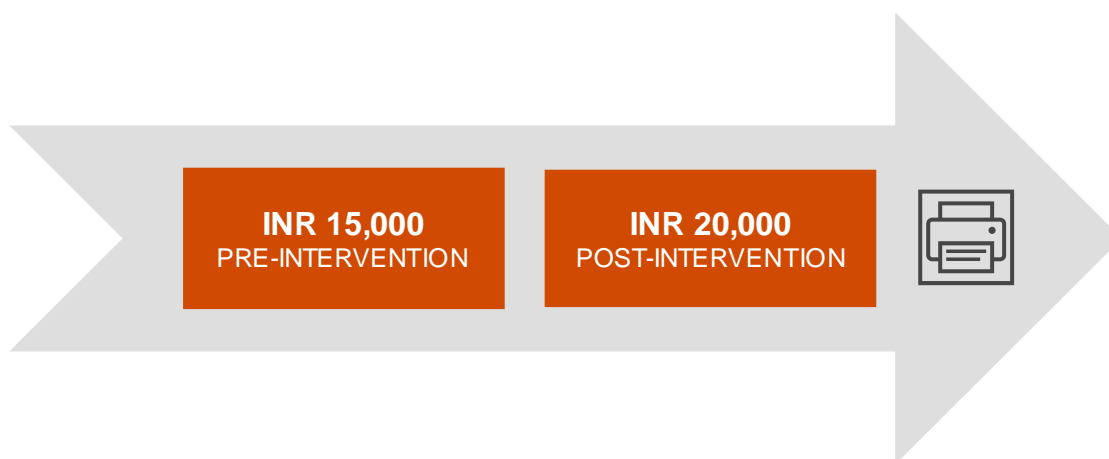 INR 15,000
PRE-INTERVENTION
INR 20,000
POST-INTERVENTION